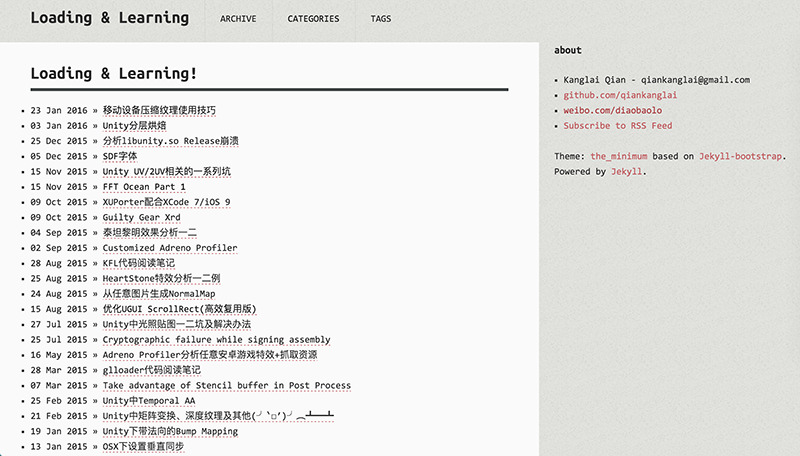 Loading & Learning
ARCHIVE
CATEGORIES
TAGS
Loading & Learning!
23 Jan 2016 » 移动设备压缩纹理使用技巧
03 Jan 2016 » Unity分层烘焙
25 Dec 2015 » 分析libunity.so Release崩溃
05 Dec 2015 » SDF字体
15 Nov 2015 » Unity UV/2UV相关的一系列坑
15 Nov 2015 » FFT Ocean Part 1
09 Oct 2015 » XUPorter配合XCode 7/iOS 9
09 Oct 2015 » Guilty Gear Xrd
04 Sep 2015 » 泰坦黎明效果分析一二
02 Sep 2015 » Customized Adreno Profiler
28 Aug 2015 » KFL代码阅读笔记
25 Aug 2015 » HeartStone特效分析一二例
24 Aug 2015 » 从任意图片生成NormalMap
15 Aug 2015 » 优化UGUI ScrollRect(高效复用版)
27 Jul 2015 » Unity中光照贴图一二坑及解决办法
25 Jul 2015 » Cryptographic failure while signing assembly
16 May 2015 » Adreno Profiler分析任意安卓游戏特效+抓取资源
28 Mar 2015 » glloader代码阅读笔记
07 Mar 2015 » Take advantage of Stencil buffer in Post Process
25 Feb 2015 » Unity中Temporal AA
21 Feb 2015 » Unity中矩阵变换、深度纹理及其他(╯‵□′)╯︵┻━┻
19 Jan 2015 » Unity下带法向的Bump Mapping
13 Jan 2015 » OSX下设置垂直同步
about
Kanglai Qian - qiankanglai@gmail.com
github.com/qiankanglai
weibo.com/diaobaolo
Subscribe to RSS Feed
Theme: the_minimum based on Jekyll-bootstrap.
Powered by Jekyll.